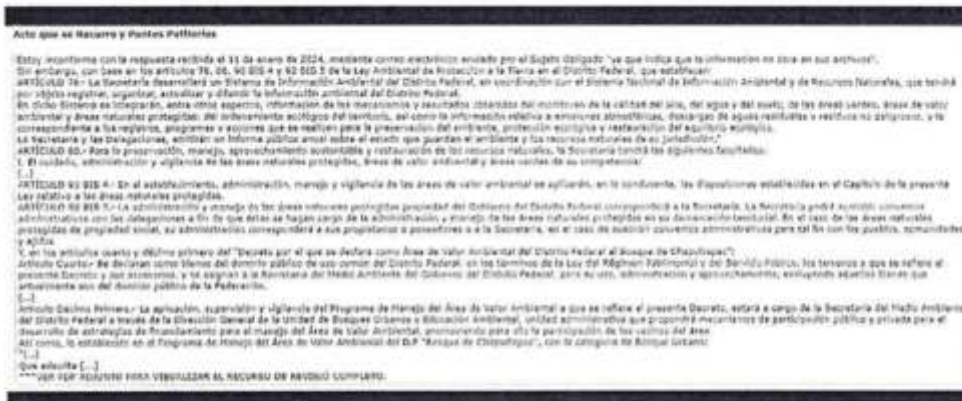 Acto que se Recurre y Puntos Petitorios
Estoy inconforme con la respuesta recibida el 11 de enero de 2024, mediante correo electrónico enviado por el Sujeto Obligado "ya que indica que la información no obra en sus archivos".
Sin embargo, con base en los artículos 76, 86, 90 BIS 4 y 92 BIS 5 de la Ley Ambiental de Protección a la Tierra en el Distrito Federal, que establecen:
ARTÍCULO 76.- La Secretaría desarrollará un Sistema de Información Ambiental del Distrito Federal, en coordinación con el Sistema Nacional de Información Ambiental y de Recursos Naturales, que tendrá
por objeto registrar, organizar, actualizar y difundir la información ambiental del Distrito Federal.
En dicho Sistema se integrarán, entre otros aspectos, información de los mecanismos y resultados obtenidos del monitoreo de la calidad del aire, del agua y del suelo, de las áreas verdes, áreas de valor
ambiental y áreas naturales protegidas; del ordenamiento ecológico del territorio, así como la información relativa a emisiones atmosféricas, descargas de aguas residuales y residuos no peligrosos, y la
correspondiente a los registros, programas y acciones que se realicen para la preservación del ambiente, protección ecológica y restauración del equilibrio ecológico.
La Secretaría y las Delegaciones, emitirán un informe público anual sobre el estado que guardan el ambiente y los recursos naturales de su jurisdicción."
ARTÍCULO 86.- Para la preservación, manejo, aprovechamiento sustentable y restauración de los recursos naturales, la Secretaría tendrá las siguientes facultades:
I. El cuidado, administración y vigilancia de las áreas naturales protegidas, áreas de valor ambiental y áreas verdes de su competencia;
[...]
ARTÍCULO 90 BIS 4.- En el establecimiento, administración, manejo y vigilancia de las áreas de valor ambiental se aplicarán, en lo conducente, las disposiciones establecidas en el Capítulo de la presente
Ley relativo a las áreas naturales protegidas.
ARTÍCULO 92 BIS 5.- La administración y manejo de las áreas naturales protegidas propiedad del Gobierno del Distrito Federal corresponderá a la Secretaría. La Secretaría podrá suscribir convenios
administrativos con las delegaciones a fin de que éstas se hagan cargo de la administración y manejo de las áreas naturales protegidas en su demarcación territorial. En el caso de las áreas naturales
protegidas de propiedad social, su administración corresponderá a sus propietarios o poseedores o a la Secretaría, en el caso de suscribir convenios administrativos para tal fin con los pueblos, comunidades
y ejidos
Y, en los artículos cuarto y décimo primero del "Decreto por el que se declara como Área de Valor Ambiental del Distrito Federal al Bosque de Chapultepec":
Artículo Cuarto.- Se declaran como bienes del dominio público de uso común del Distrito Federal, en los términos de la Ley del Régimen Patrimonial y del Servicio Público, los terrenos a que se refiere el
presente Decreto y sus accesorios, y se asignan a la Secretaría del Medio Ambiente del Gobierno del Distrito Federal, para su uso, administración y aprovechamiento, excluyendo aquellos bienes que
actualmente son del dominio público de la Federación.
[...]
Artículo Décimo Primero.- La aplicación, supervisión y vigilancia del Programa de Manejo del Área de Valor Ambiental a que se refiere el presente Decreto, estará a cargo de la Secretaría del Medio Ambiente
del Distrito Federal a través de la Dirección General de la Unidad de Bosques Urbanos y Educación Ambiental, unidad administrativa que propondrá mecanismos de participación pública y privada para el
desarrollo de estrategias de financiamiento para el manejo del Área de Valor Ambiental, promoviendo para ello la participación de los vecinos del área
Así como, lo establecido en el Programa de Manejo del Área de Valor Ambiental del D.F "Bosque de Chapultepec", con la categoría de Bosque Urbano:
"[...]
Que adscrita [...]
***VER PDF ADJUNTO PARA VISUALIZAR EL RECURSO DE REVISIÓN COMPLETO.